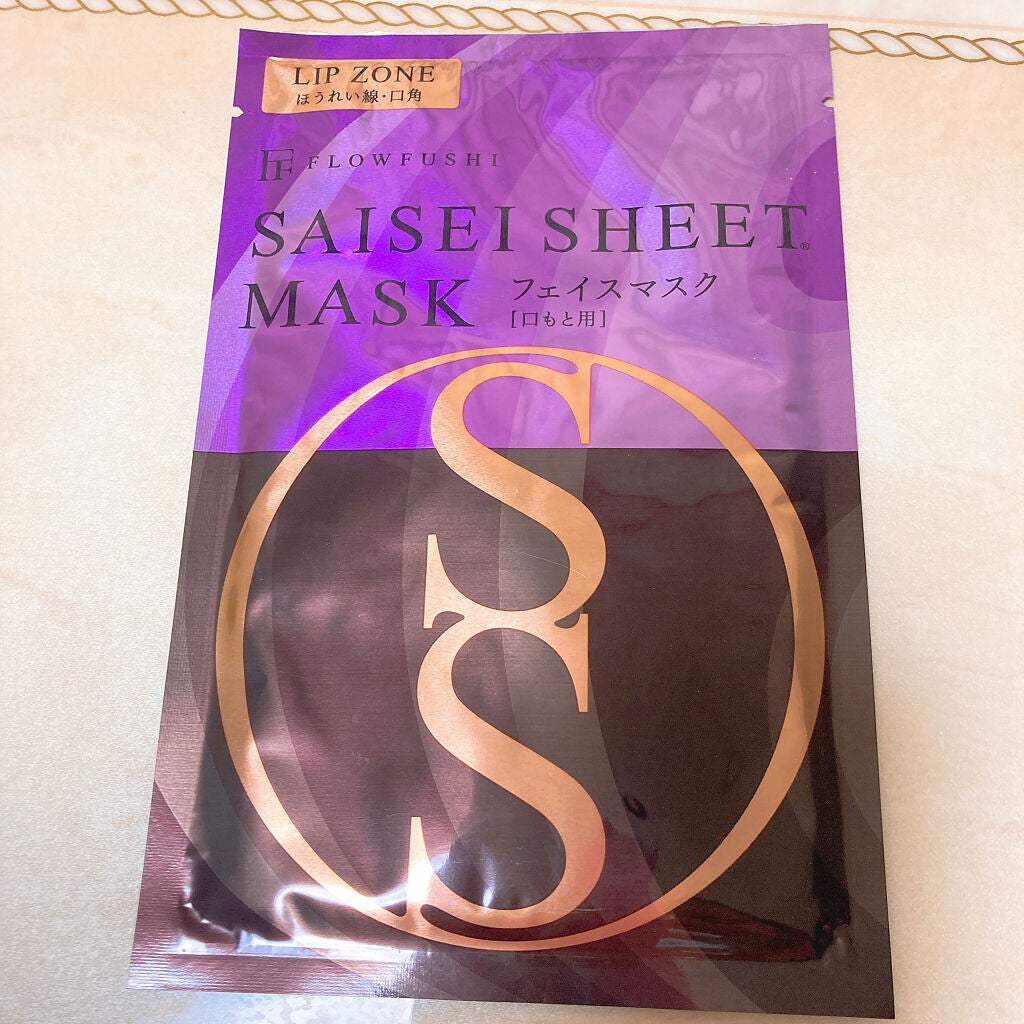 LIP ZONE
ほうれい線・口角
FF FLOWFUSHI
SAISEI SHEET®
MASK フェイスマスク
[口もと用]
SS